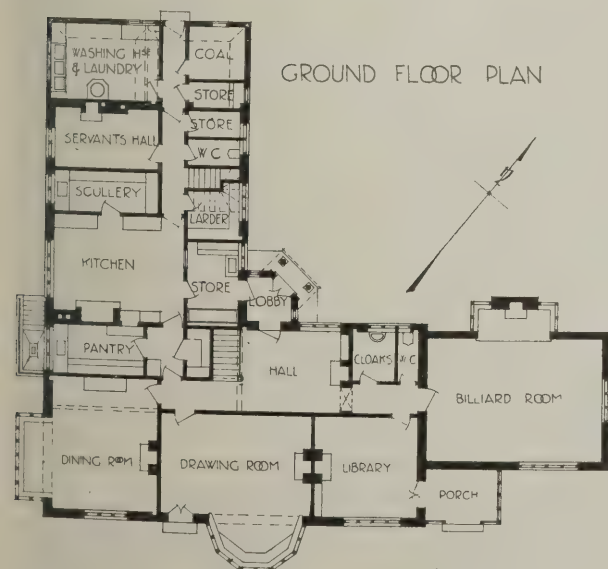 GROUND FLOOR PLAN
WASHING HSE
& LAUNDRY
COAL
STORE
STORE
SERVANTS HALL
W C
SCULLERY
LARDER
KITCHEN
STORE
LOBBY
PANTRY
HALL
CLOAKS
W C
BILLIARD ROOM
DINING ROOM
DRAWING ROOM
LIBRARY
PORCH